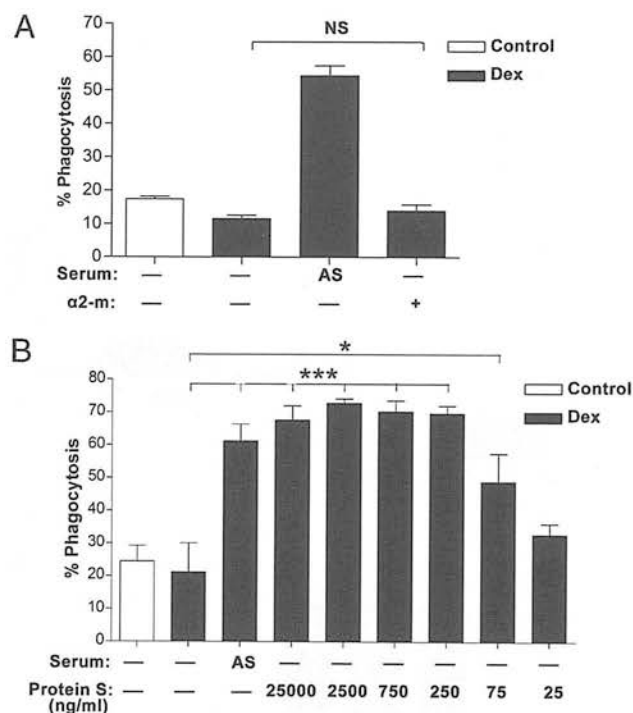 A
NS
Control
Dex
% Phagocytosis
70
60
50
40
30
20
10
0
Serum: — — AS —
α2-m: — — — +
B
*
***
Control
Dex
% Phagocytosis
80
70
60
50
40
30
20
10
0
Serum: — — AS — — — — — —
Protein S: — — — 25000 2500 750 250 75 25
(ng/ml)